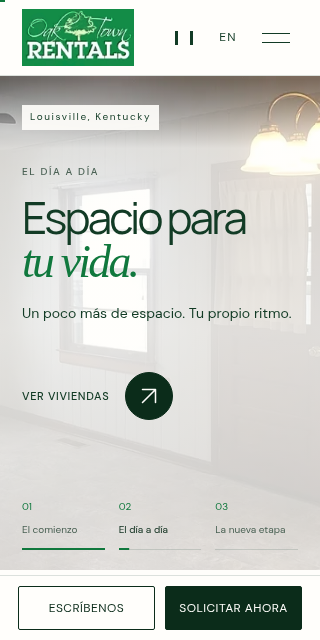 Oak Town
RENTALS
EN
Louisville, Kentucky
EL DÍA A DÍA
Espacio para
tu vida.
Un poco más de espacio. Tu propio ritmo.
VER VIVIENDAS
01
02
03
El comienzo
El día a día
La nueva etapa
ESCRÍBENOS
SOLICITAR AHORA